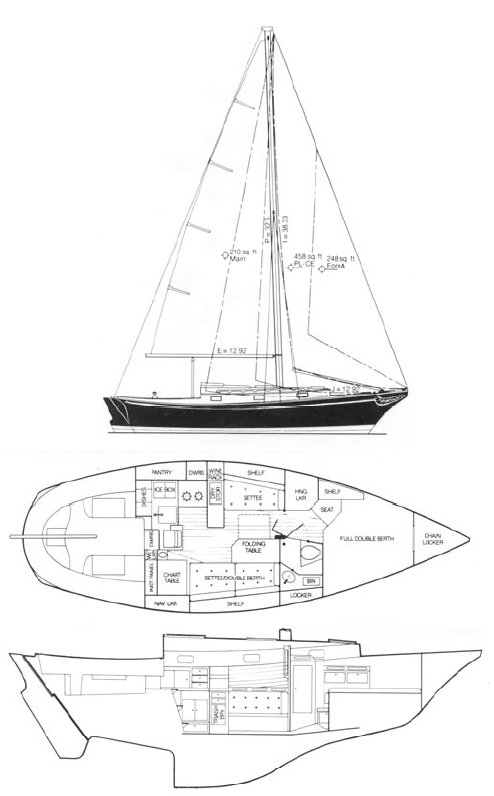 P = 32.5
I = 38.33
210 sq. ft.
Main
458 sq. ft.
PL-CE
248 sq. ft.
ForeA
E = 12.92
J = 12.92
PANTRY
DWRS
WINE
RACK
SHELF
DISHES
ICE BOX
DRY
STOR
SETTEE
HNG
LKR
SHELF
SEAT
FOLDING
TABLE
FULL DOUBLE BERTH
CHAIN
LOCKER
DWRS
WET
LKR
INST PANEL
CHART
TABLE
SETTEE/DOUBLE BERTH
BIN
NAV LKR
SHELF
LOCKER
TRASH
BIN